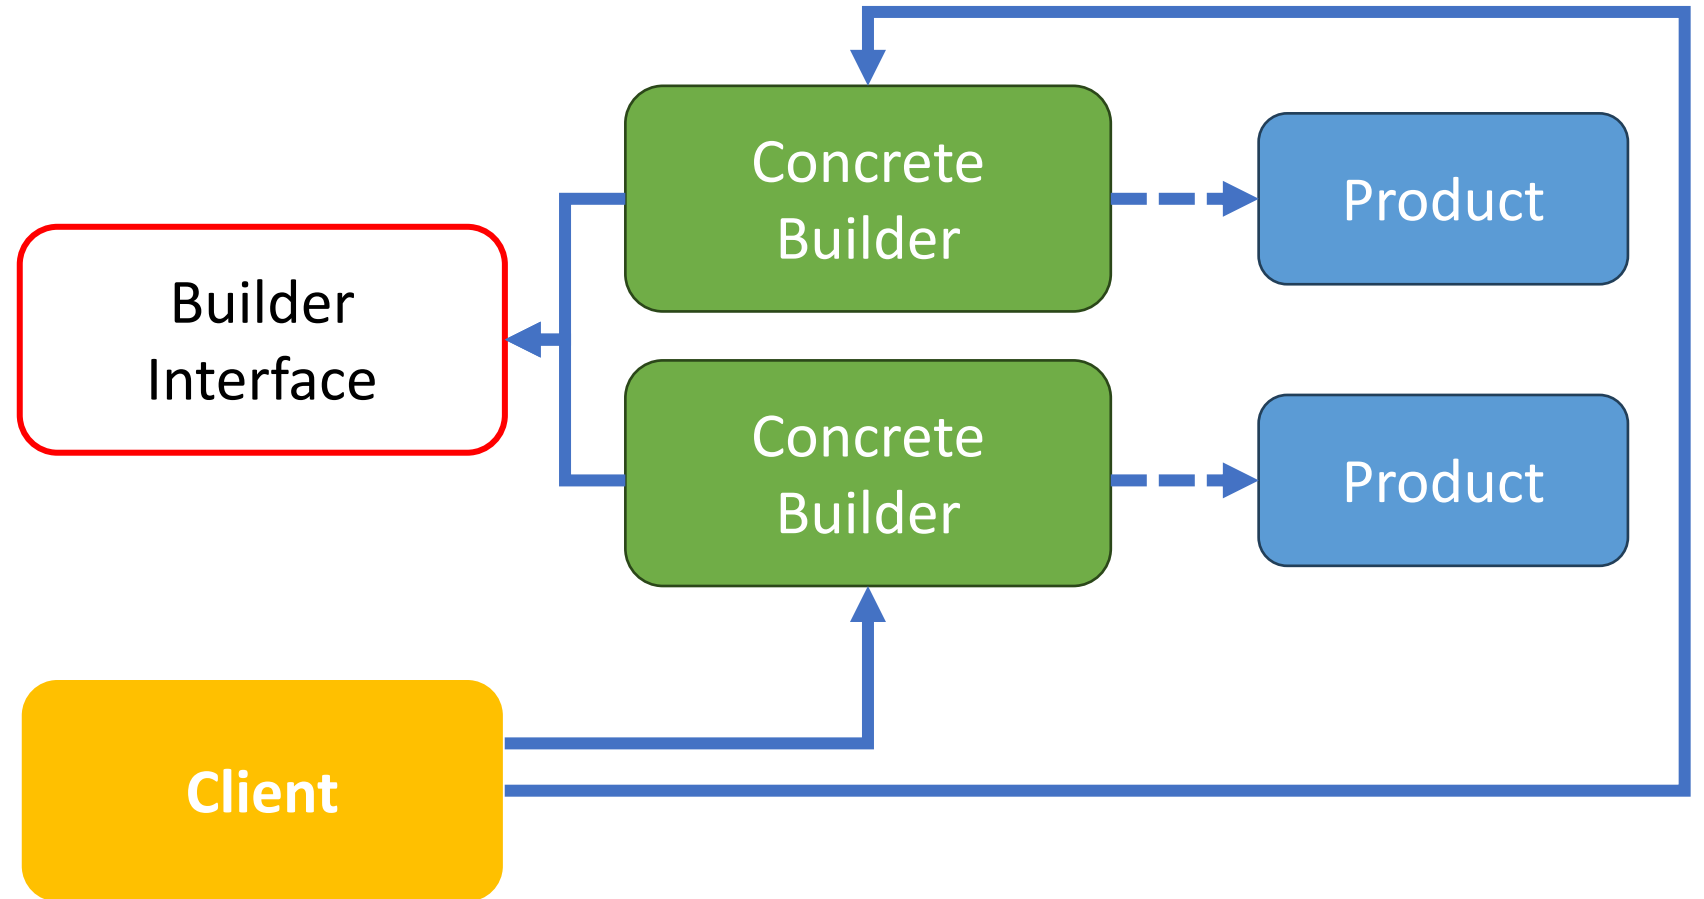 Concrete
Builder
Product
Builder
Interface
Concrete
Builder
Product
Client